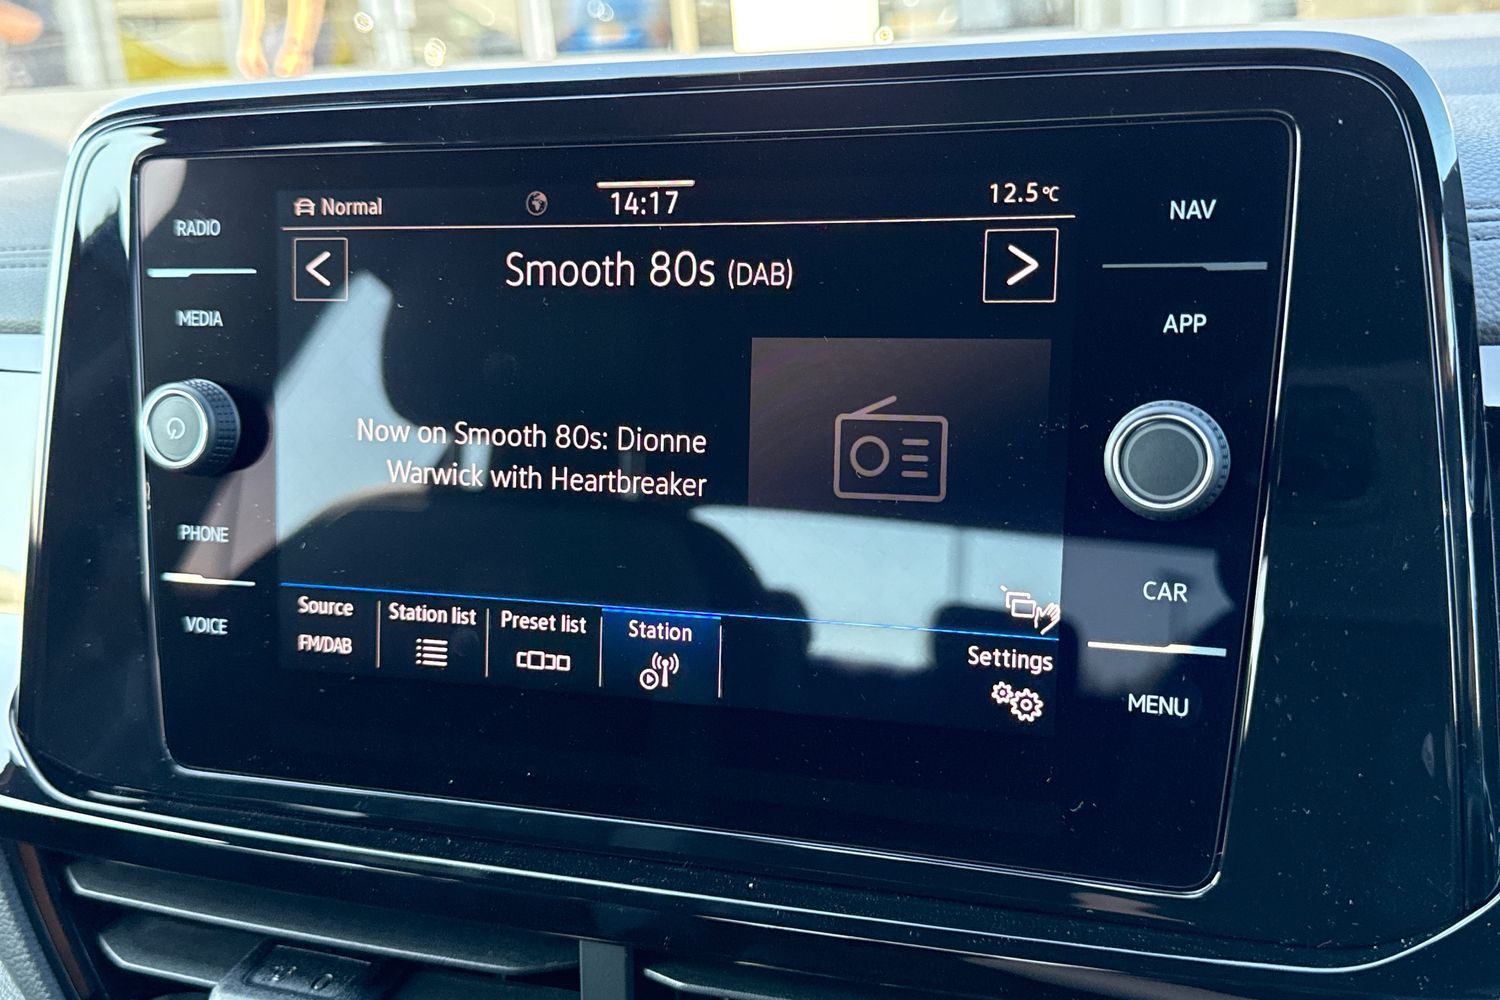 Normal
14:17
12.5°C
Smooth 80s (DAB)
Now on Smooth 80s: Dionne
Warwick with Heartbreaker
Source
FM/DAB
Station list
Preset list
Station
Settings
RADIO
MEDIA
PHONE
VOICE
NAV
APP
CAR
MENU